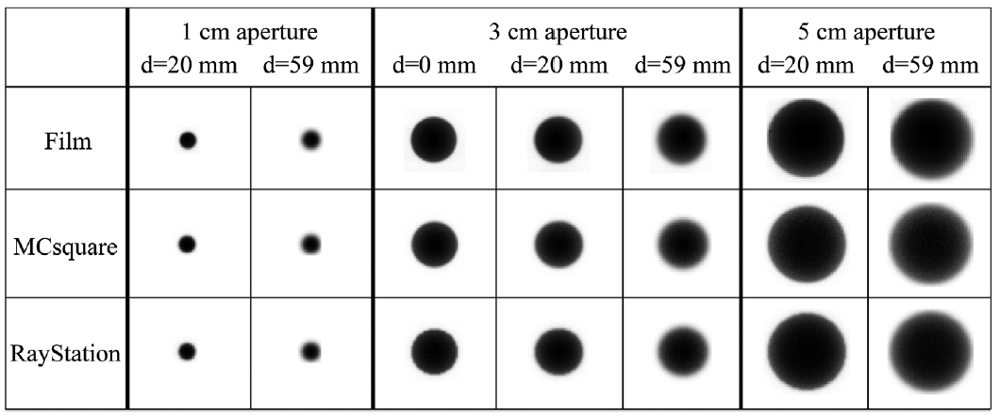 1 cm aperture 3 cm aperture 5 cm aperture
d=20 mm d=59 mm d=0 mm d=20 mm d=59 mm d=20 mm d=59 mm
Film
MCsquare
RayStation